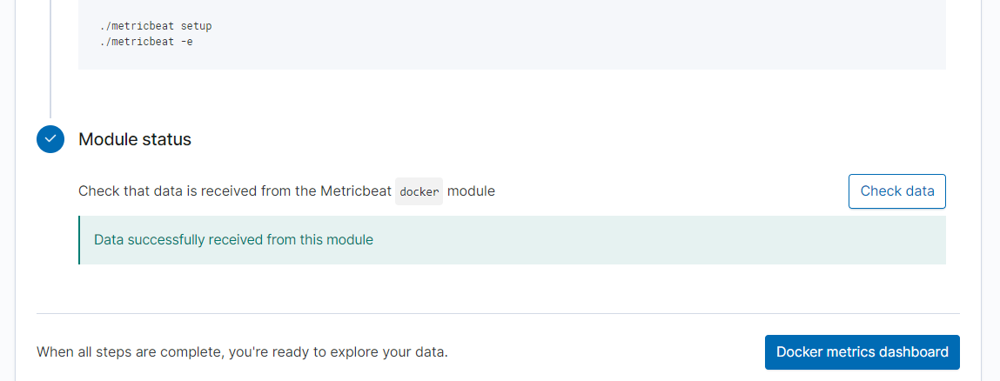 ./metricbeat setup
./metricbeat -e
Module status
Check that data is received from the Metricbeat docker module
Check data
Data successfully received from this module
When all steps are complete, you're ready to explore your data.
Docker metrics dashboard